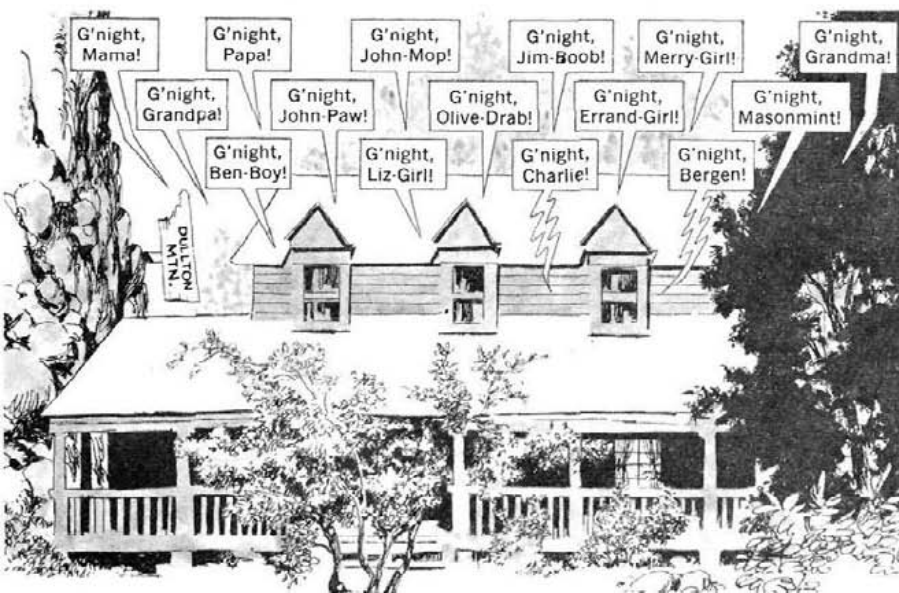 G'night,
Mama!
G'night,
Papa!
G'night,
John-Mop!
G'night,
Jim-Boob!
G'night,
Merry-Girl!
G'night,
Grandma!
G'night,
Grandpa!
G'night,
John-Paw!
G'night,
Olive-Drab!
G'night,
Errand-Girl!
G'night,
Masonmint!
G'night,
Ben-Boy!
G'night,
Liz-Girl!
G'night,
Charlie!
G'night,
Bergen!
DULLTON
MTN.